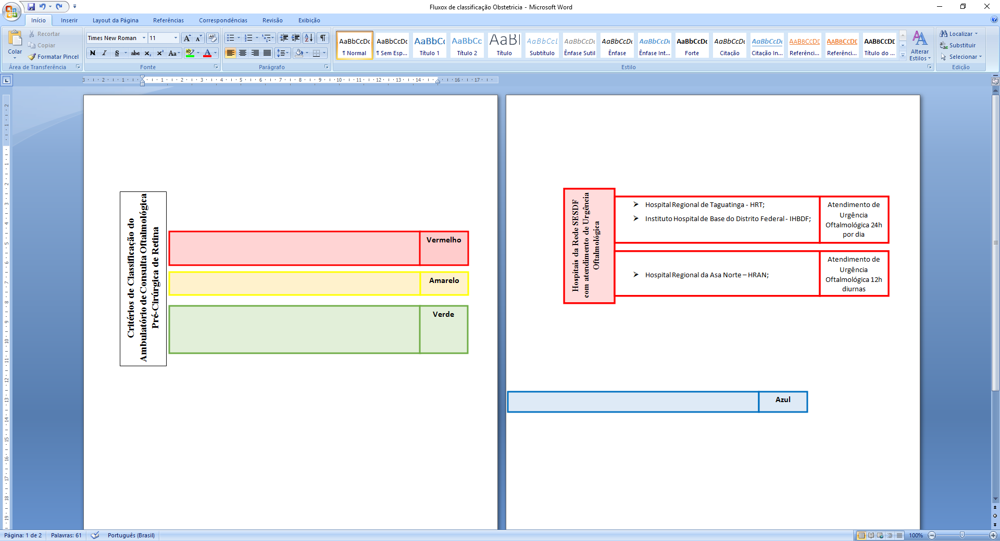 Fluxox de classificação Obstetricia - Microsoft Word
Início
Inserir
Layout da Página
Referências
Correspondências
Revisão
Exibição
Colar
Recortar
Copiar
Formatar Pincel
Área de Transferência
Times New Roman
11
N I S abc x₂ x² Aa
Fonte
Parágrafo
AaBbCcDc
¶ Normal
AaBbCcDc
¶ Sem Esp...
AaBbCc
Título 1
AaBbCc
Título 2
AaBl
Título
AaBbCcL
Subtítulo
AaBbCcDc
Ênfase Sutil
AaBbCcDc
Ênfase
AaBbCcDc
Ênfase Int...
AaBbCcDc
Forte
AaBbCcDc
Citação
AaBbCcDc
Citação In...
AABBCCDD
Referênci...
AABBCCDD
Referênci...
AABBCCDD
Título do ...
Estilo
Alterar
Estilos
Localizar
Substituir
Selecionar
Edição
3 2 1 1 2 3 4 5 6 7 8 9 10 11 12 13 14 16 17
Critérios de Classificação do
Ambulatório de Consulta Oftalmológica
Pré-Cirúrgica de Retina
Vermelho
Amarelo
Verde
Hospitais da Rede SESDF
com atendimento de Urgência
Oftalmológica
➢ Hospital Regional de Taguatinga - HRT;
➢ Instituto Hospital de Base do Distrito Federal - IHBDF;
Atendimento de
Urgência
Oftalmológica 24h
por dia
➢ Hospital Regional da Asa Norte – HRAN;
Atendimento de
Urgência
Oftalmológica 12h
diurnas
Azul
Página: 1 de 2
Palavras: 61
Português (Brasil)
100%